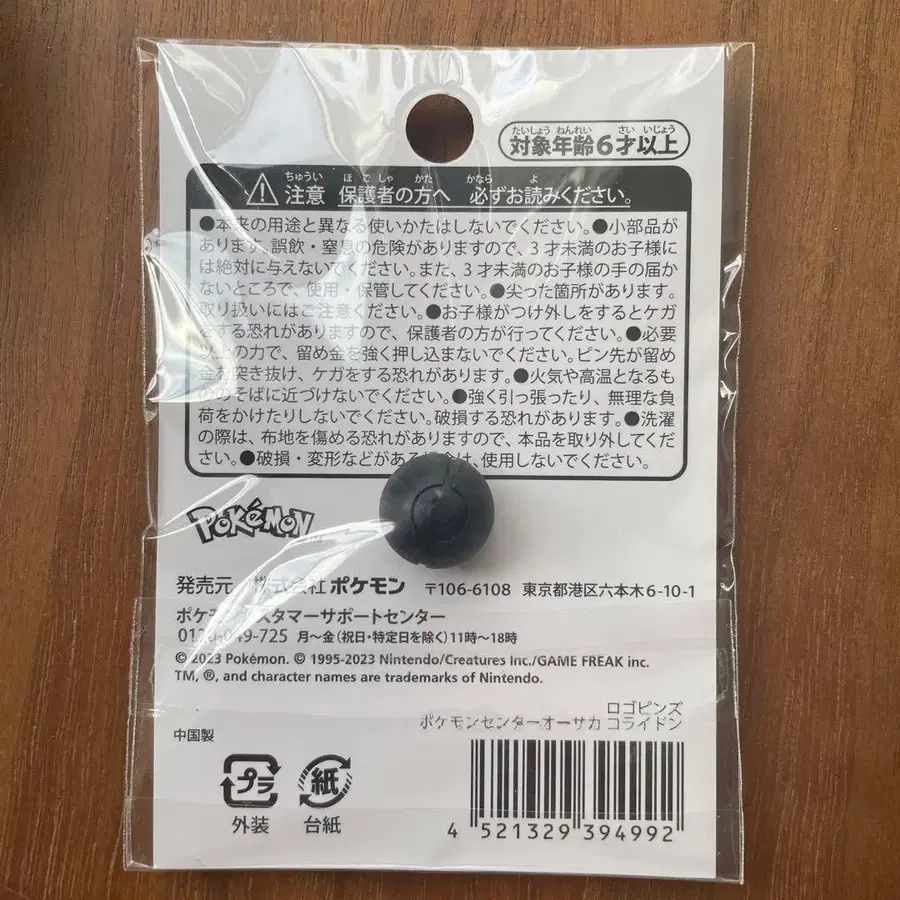 対象年齢6才以上
たいしょう ねんれい さい いじょう
注意 保護者の方へ 必ずお読みください。
ちゅうい ほごしゃ かた かなら よ
●本来の用途と異なる使いかたはしないでください。●小部品が
あります。誤飲・窒息の危険がありますので、3才未満のお子様に
は絶対に与えないでください。また、3才未満のお子様の手の届か
ないところで、使用・保管してください。●尖った箇所があります。
取り扱いにはご注意ください。●お子様がつけ外しをするとケガ
をする恐れがありますので、保護者の方が行ってください。●必要
以上の力で、留め金を強く押し込まないでください。ピン先が留め
金を突き抜け、ケガをする恐れがあります。●火気や高温となるも
ののそばに近づけないでください。●強く引っ張ったり、無理な負
荷をかけたりしないでください。破損する恐れがあります。●洗濯
の際は、布地を傷める恐れがありますので、本品を取り外してくだ
さい。●破損・変形などがある場合は、使用しないでください。
POKéMON
発売元 株式会社ポケモン 〒106-6108 東京都港区六本木6-10-1
ポケモンカスタマーサポートセンター
0120-049-725 月〜金(祝日・特定日を除く)11時〜18時
© 2023 Pokémon. © 1995-2023 Nintendo/Creatures Inc./GAME FREAK inc.
TM, ®, and character names are trademarks of Nintendo.
ロゴピンズ
ポケモンセンターオーサカ コライドン
中国製
プラ 紙
外装 台紙
4 521329 394992